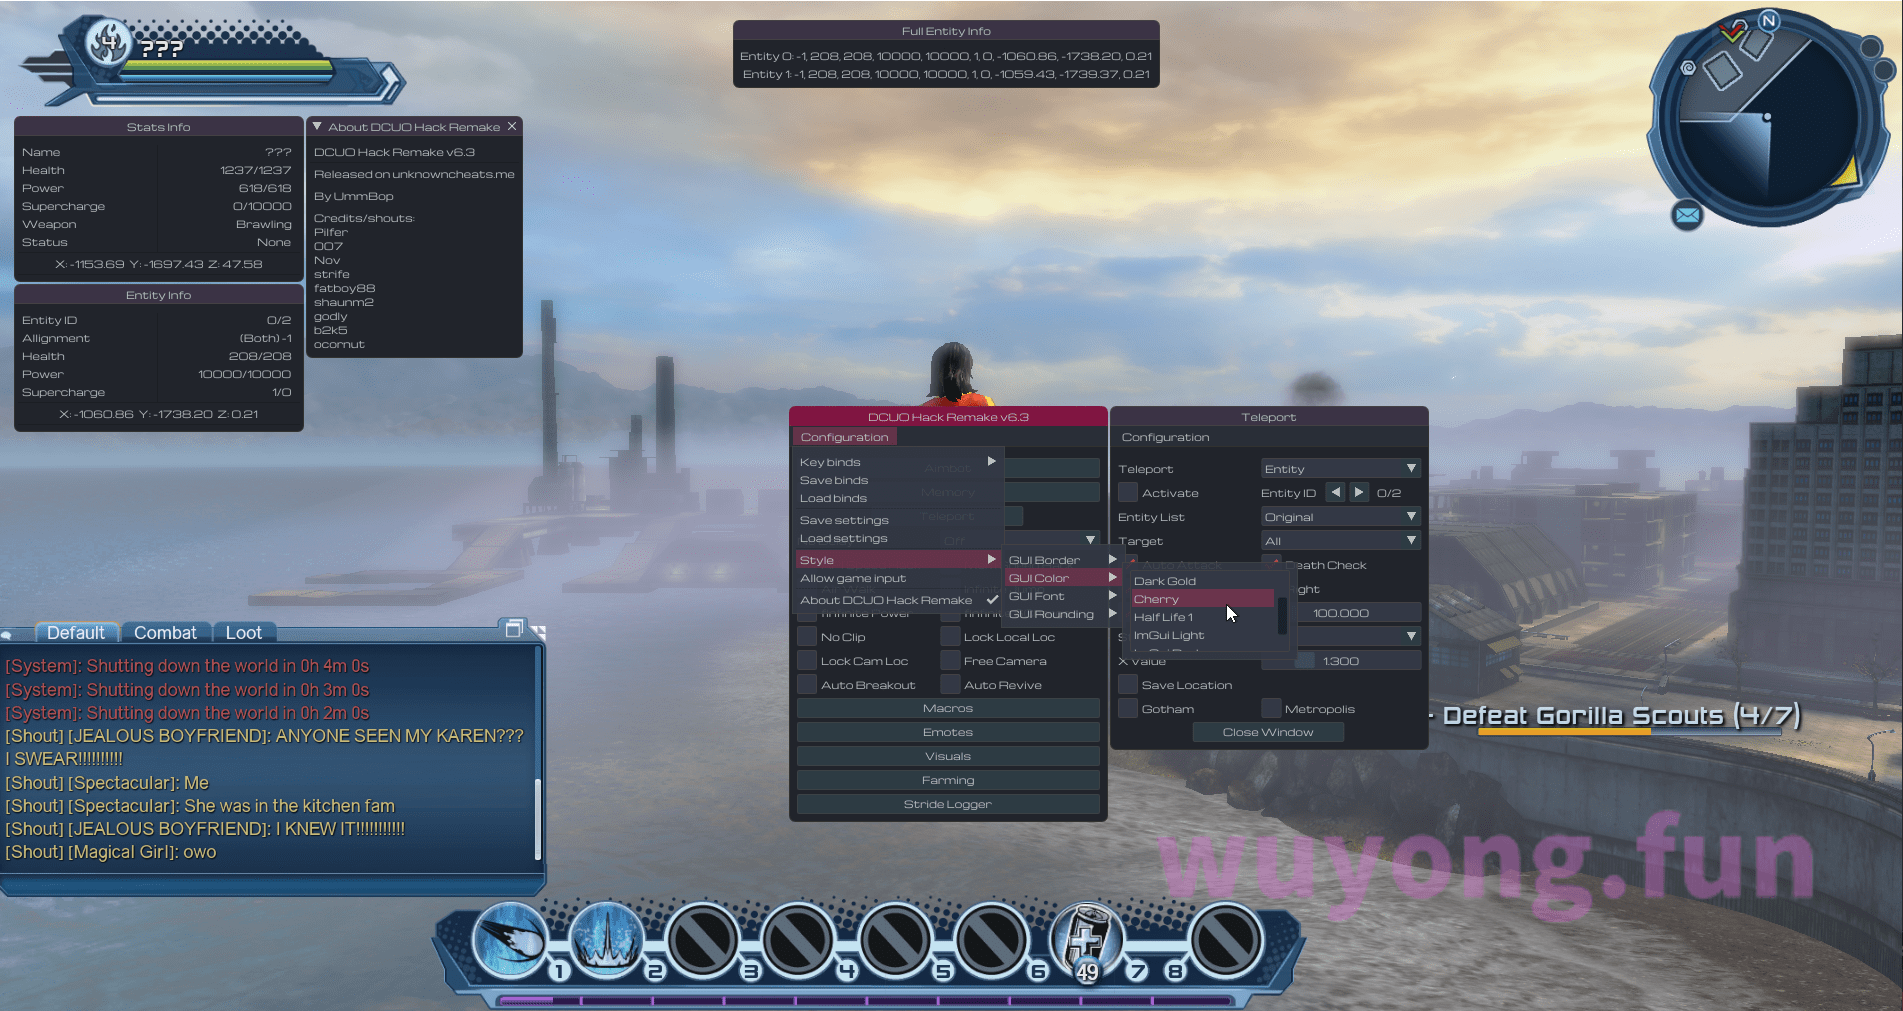 4
???
Full Entity Info
Entity 0: -1, 208, 208, 10000, 10000, 1, 0, -1060.86, -1738.20, 0.21
Entity 1: -1, 208, 208, 10000, 10000, 1, 0, -1059.43, -1739.37, 0.21
N
Stats Info
Name ???
Health 1237/1237
Power 618/618
Supercharge 0/10000
Weapon Brawling
Status None
X: -1153.69 Y: -1697.43 Z: 47.58
About DCUO Hack Remake
DCUO Hack Remake v6.3
Released on unknowncheats.me
By UmmBop
Credits/shouts:
Pilfer
007
Nov
strife
fatboy88
shaunm2
godly
b2k5
ocornut
Entity Info
Entity ID 0/2
Allignment (Both) -1
Health 208/208
Power 10000/10000
Supercharge 1/0
X: -1060.86 Y: -1738.20 Z: 0.21
DCUO Hack Remake v6.3
Configuration
Key binds
Save binds
Load binds
Save settings
Load settings
Style
Allow game input
About DCUO Hack Remake
Aimbot
Memory
Teleport
Off
GUI Border
GUI Color
GUI Font
GUI Rounding
Dark Gold
Cherry
Half Life 1
ImGui Light
Infinite Power
No Clip Lock Local Loc
Lock Cam Loc Free Camera
Auto Breakout Auto Revive
Macros
Emotes
Visuals
Farming
Stride Logger
Teleport
Configuration
Teleport Entity
Activate Entity ID 0/2
Entity List Original
Target All
Auto Attack Death Check
100.000
X Value 1.300
Save Location
Gotham Metropolis
Close Window
- Defeat Gorilla Scouts (4/7)
Default Combat Loot
[System]: Shutting down the world in 0h 4m 0s
[System]: Shutting down the world in 0h 3m 0s
[System]: Shutting down the world in 0h 2m 0s
[Shout] [JEALOUS BOYFRIEND]: ANYONE SEEN MY KAREN???
I SWEAR!!!!!!!!!!
[Shout] [Spectacular]: Me
[Shout] [Spectacular]: She was in the kitchen fam
[Shout] [JEALOUS BOYFRIEND]: I KNEW IT!!!!!!!!!!!
[Shout] [Magical Girl]: owo
wuyong.fun
1 2 3 4 5 6 49 7 8